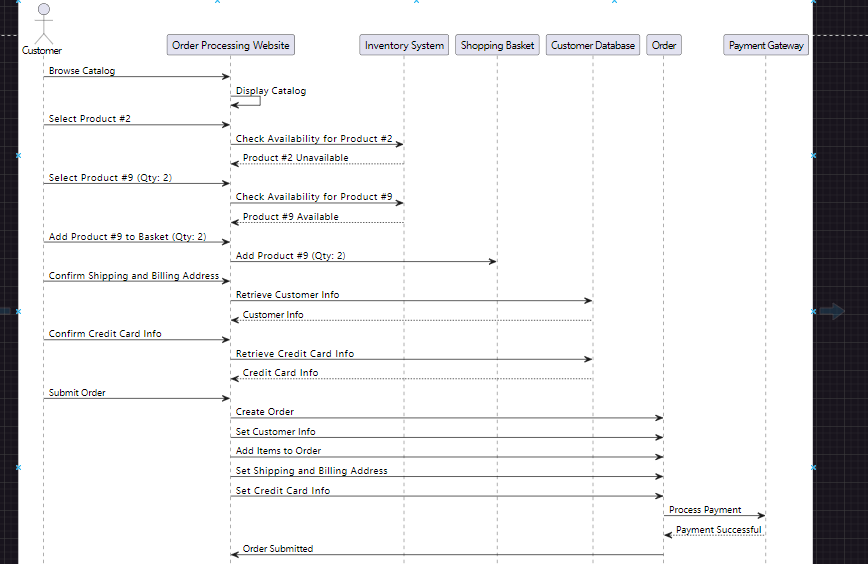 Customer
Order Processing Website
Inventory System
Shopping Basket
Customer Database
Order
Payment Gateway
Browse Catalog
Display Catalog
Select Product #2
Check Availability for Product #2
Product #2 Unavailable
Select Product #9 (Qty: 2)
Check Availability for Product #9
Product #9 Available
Add Product #9 to Basket (Qty: 2)
Add Product #9 (Qty: 2)
Confirm Shipping and Billing Address
Retrieve Customer Info
Customer Info
Confirm Credit Card Info
Retrieve Credit Card Info
Credit Card Info
Submit Order
Create Order
Set Customer Info
Add Items to Order
Set Shipping and Billing Address
Set Credit Card Info
Process Payment
Payment Successful
Order Submitted